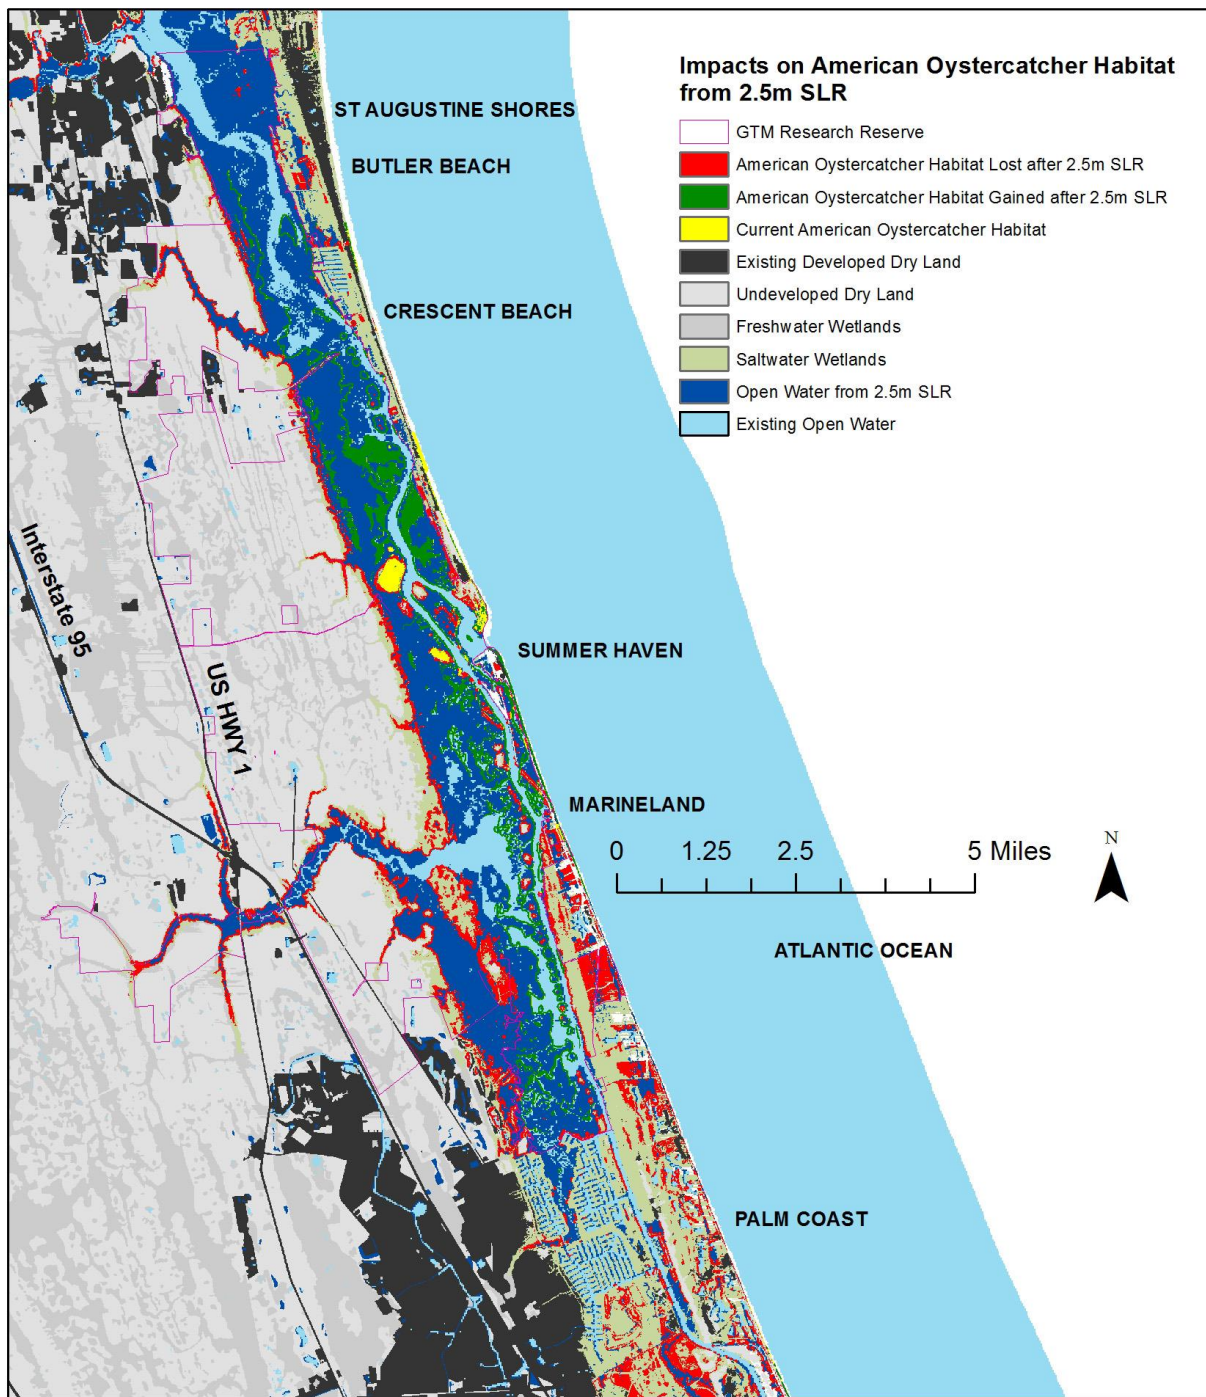 Impacts on American Oystercatcher Habitat
from 2.5m SLR
GTM Research Reserve
American Oystercatcher Habitat Lost after 2.5m SLR
American Oystercatcher Habitat Gained after 2.5m SLR
Current American Oystercatcher Habitat
Existing Developed Dry Land
Undeveloped Dry Land
Freshwater Wetlands
Saltwater Wetlands
Open Water from 2.5m SLR
Existing Open Water
ST AUGUSTINE SHORES
BUTLER BEACH
CRESCENT BEACH
Interstate 95
US HWY 1
SUMMER HAVEN
MARINELAND
0 1.25 2.5 5 Miles
N
ATLANTIC OCEAN
PALM COAST